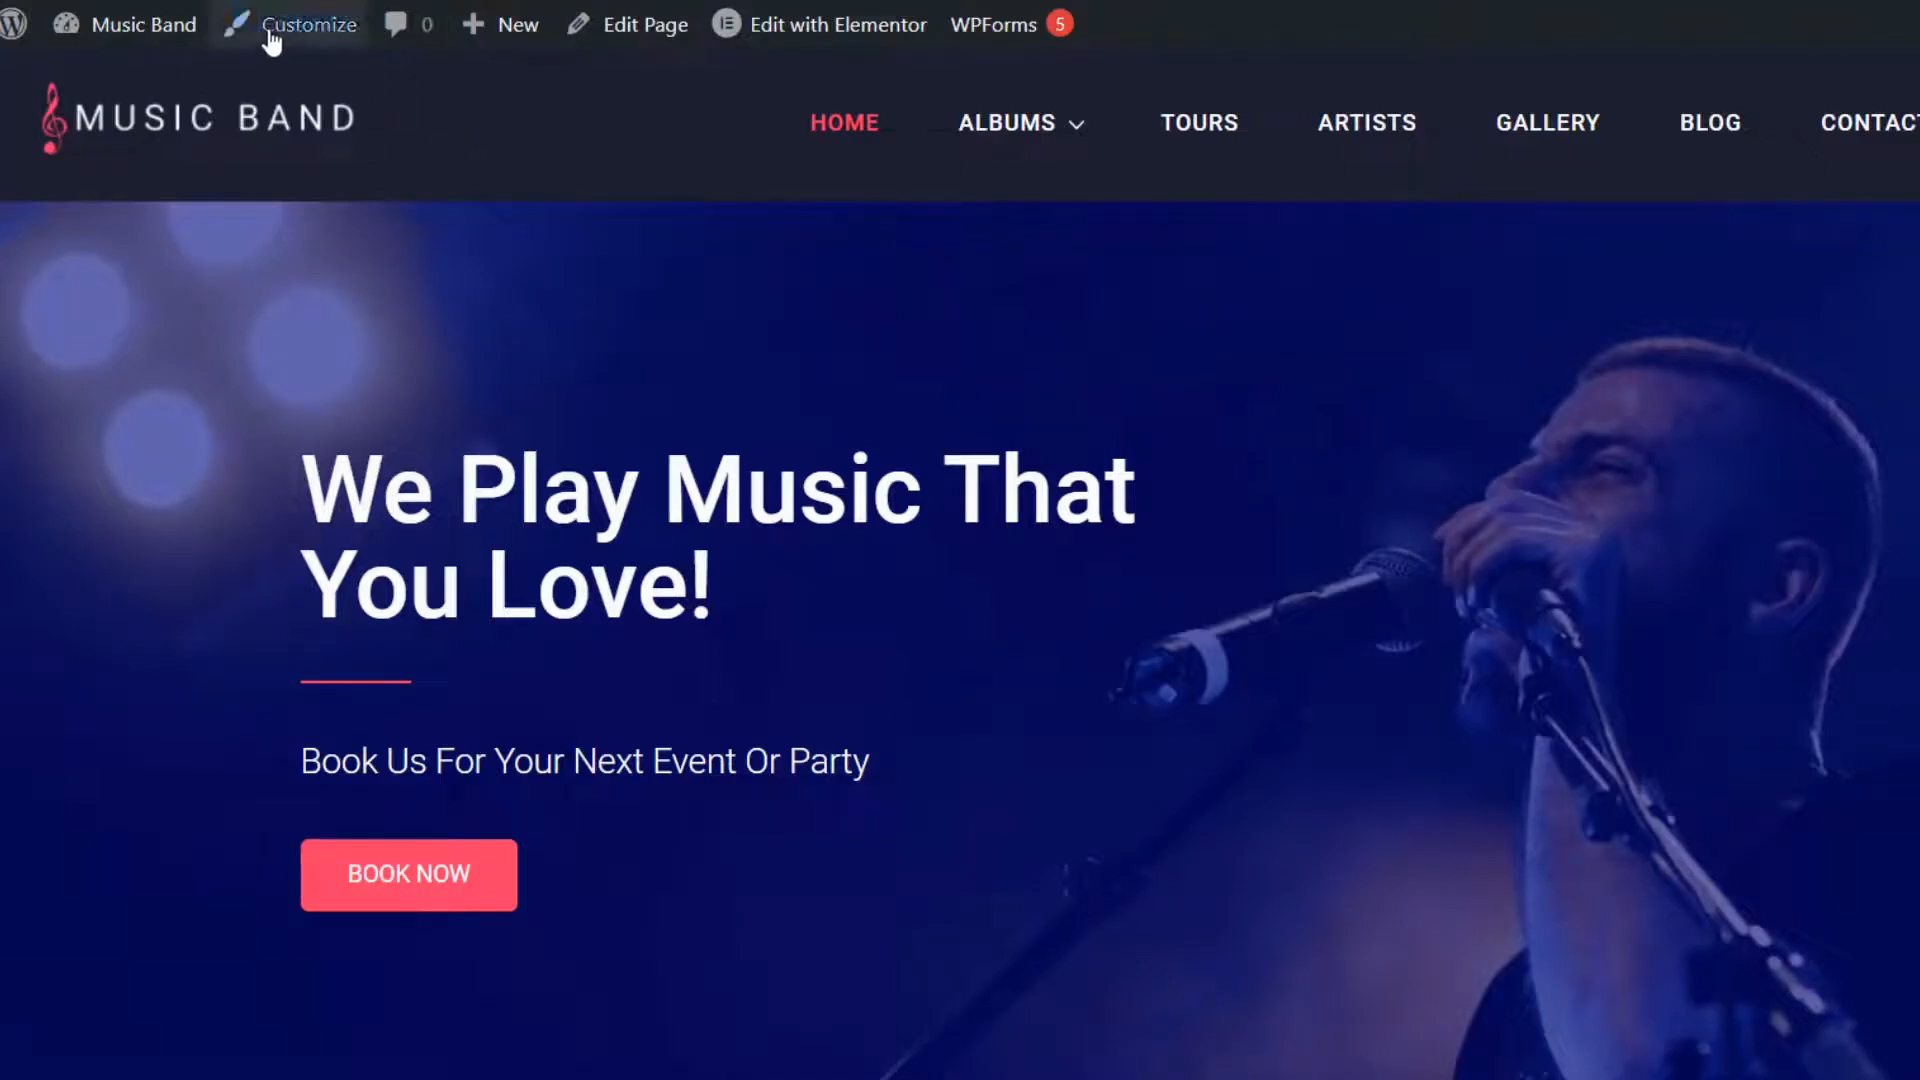 Music Band Customize 0 New Edit Page Edit with Elementor WPForms 5
MUSIC BAND
HOME ALBUMS TOURS ARTISTS GALLERY BLOG CONTACT
We Play Music That
You Love!
Book Us For Your Next Event Or Party
BOOK NOW